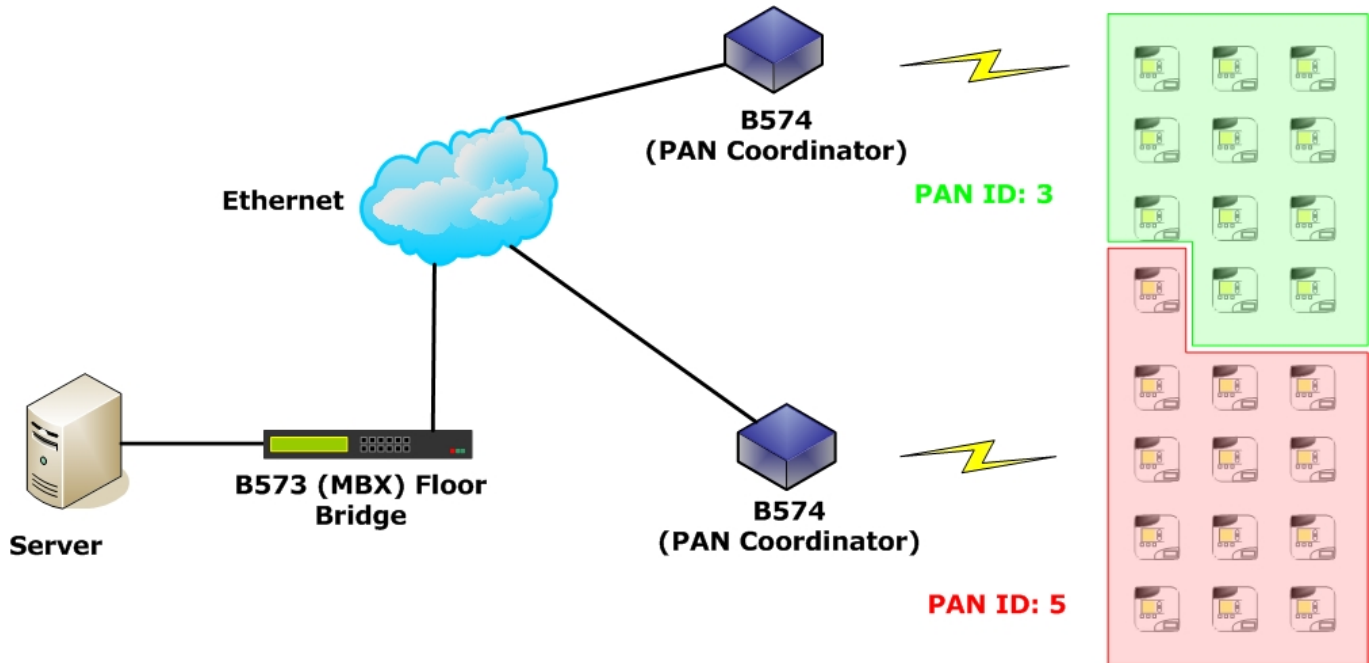 B574
(PAN Coordinator)
PAN ID: 3
Ethernet
B573 (MBX) Floor
Bridge
Server
B574
(PAN Coordinator)
PAN ID: 5